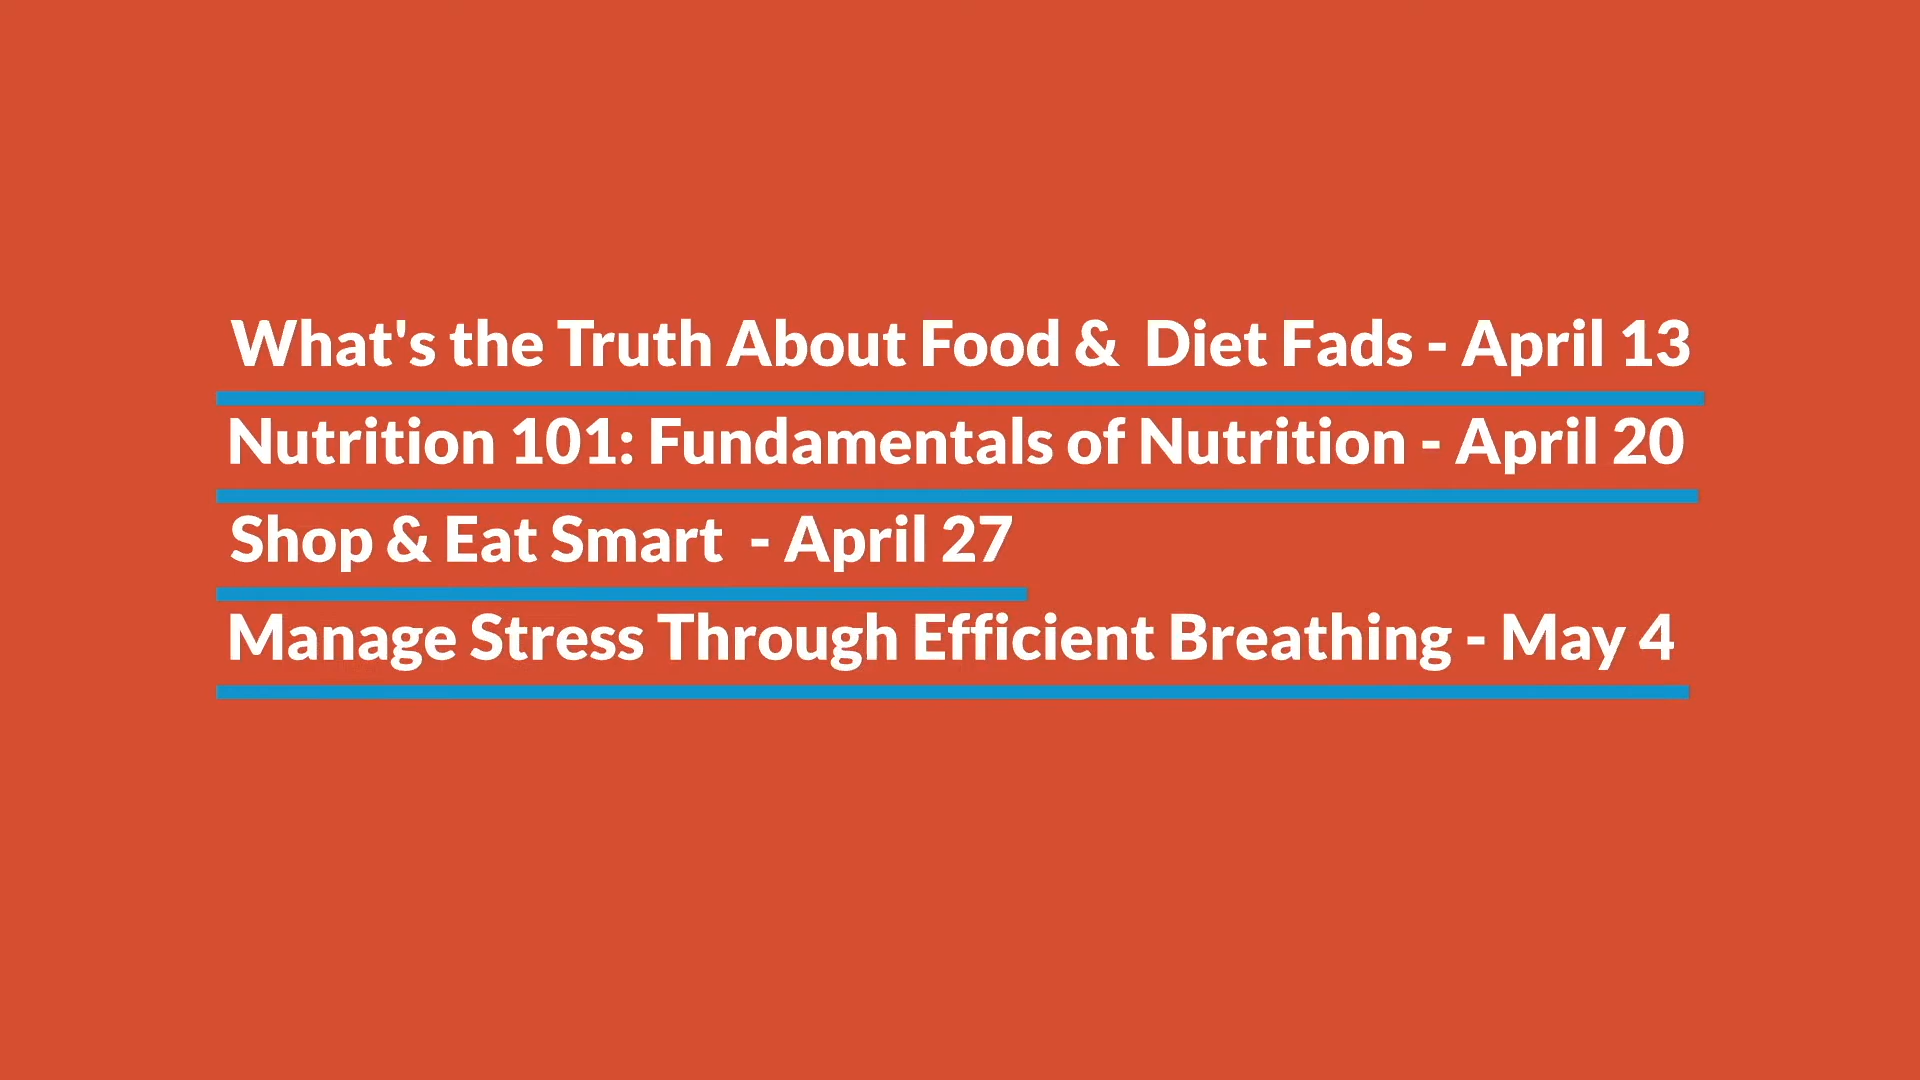 What's the Truth About Food &  Diet Fads - April 13
Nutrition 101: Fundamentals of Nutrition - April 20
Shop & Eat Smart  - April 27
Manage Stress Through Efficient Breathing - May 4